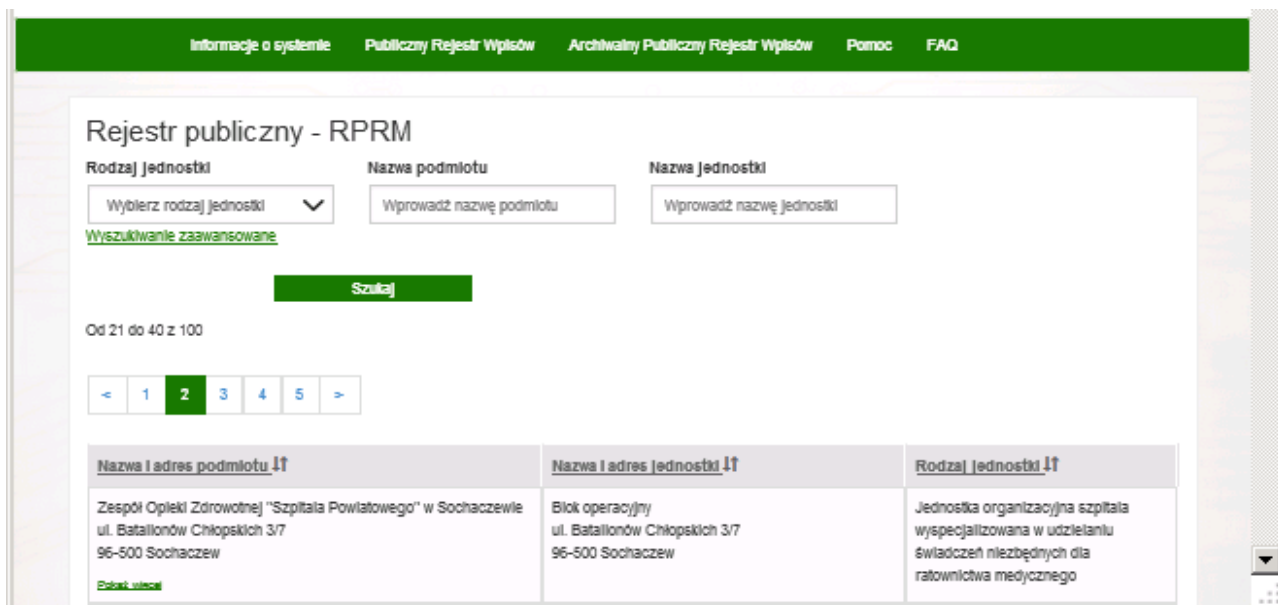 Informacje o systemie Publiczny Rejestr Wpisów Archiwalny Publiczny Rejestr Wpisów Pomoc FAQ
Rejestr publiczny - RPRM
Rodzaj jednostki Nazwa podmiotu Nazwa jednostki
Wybierz rodzaj jednostki Wprowadź nazwę podmiotu Wprowadź nazwę jednostki
Wyszukiwanie zaawansowane
Szukaj
Od 21 do 40 z 100
< 1 2 3 4 5 >
Nazwa i adres podmiotu Nazwa i adres jednostki Rodzaj jednostki
Zespół Opieki Zdrowotnej "Szpitala Powiatowego" w Sochaczewie
ul. Batalionów Chłopskich 3/7
96-500 Sochaczew
Pokaż więcej
Blok operacyjny
ul. Batalionów Chłopskich 3/7
96-500 Sochaczew
Jednostka organizacyjna szpitala
wyspecjalizowana w udzielaniu
świadczeń niezbędnych dla
ratownictwa medycznego